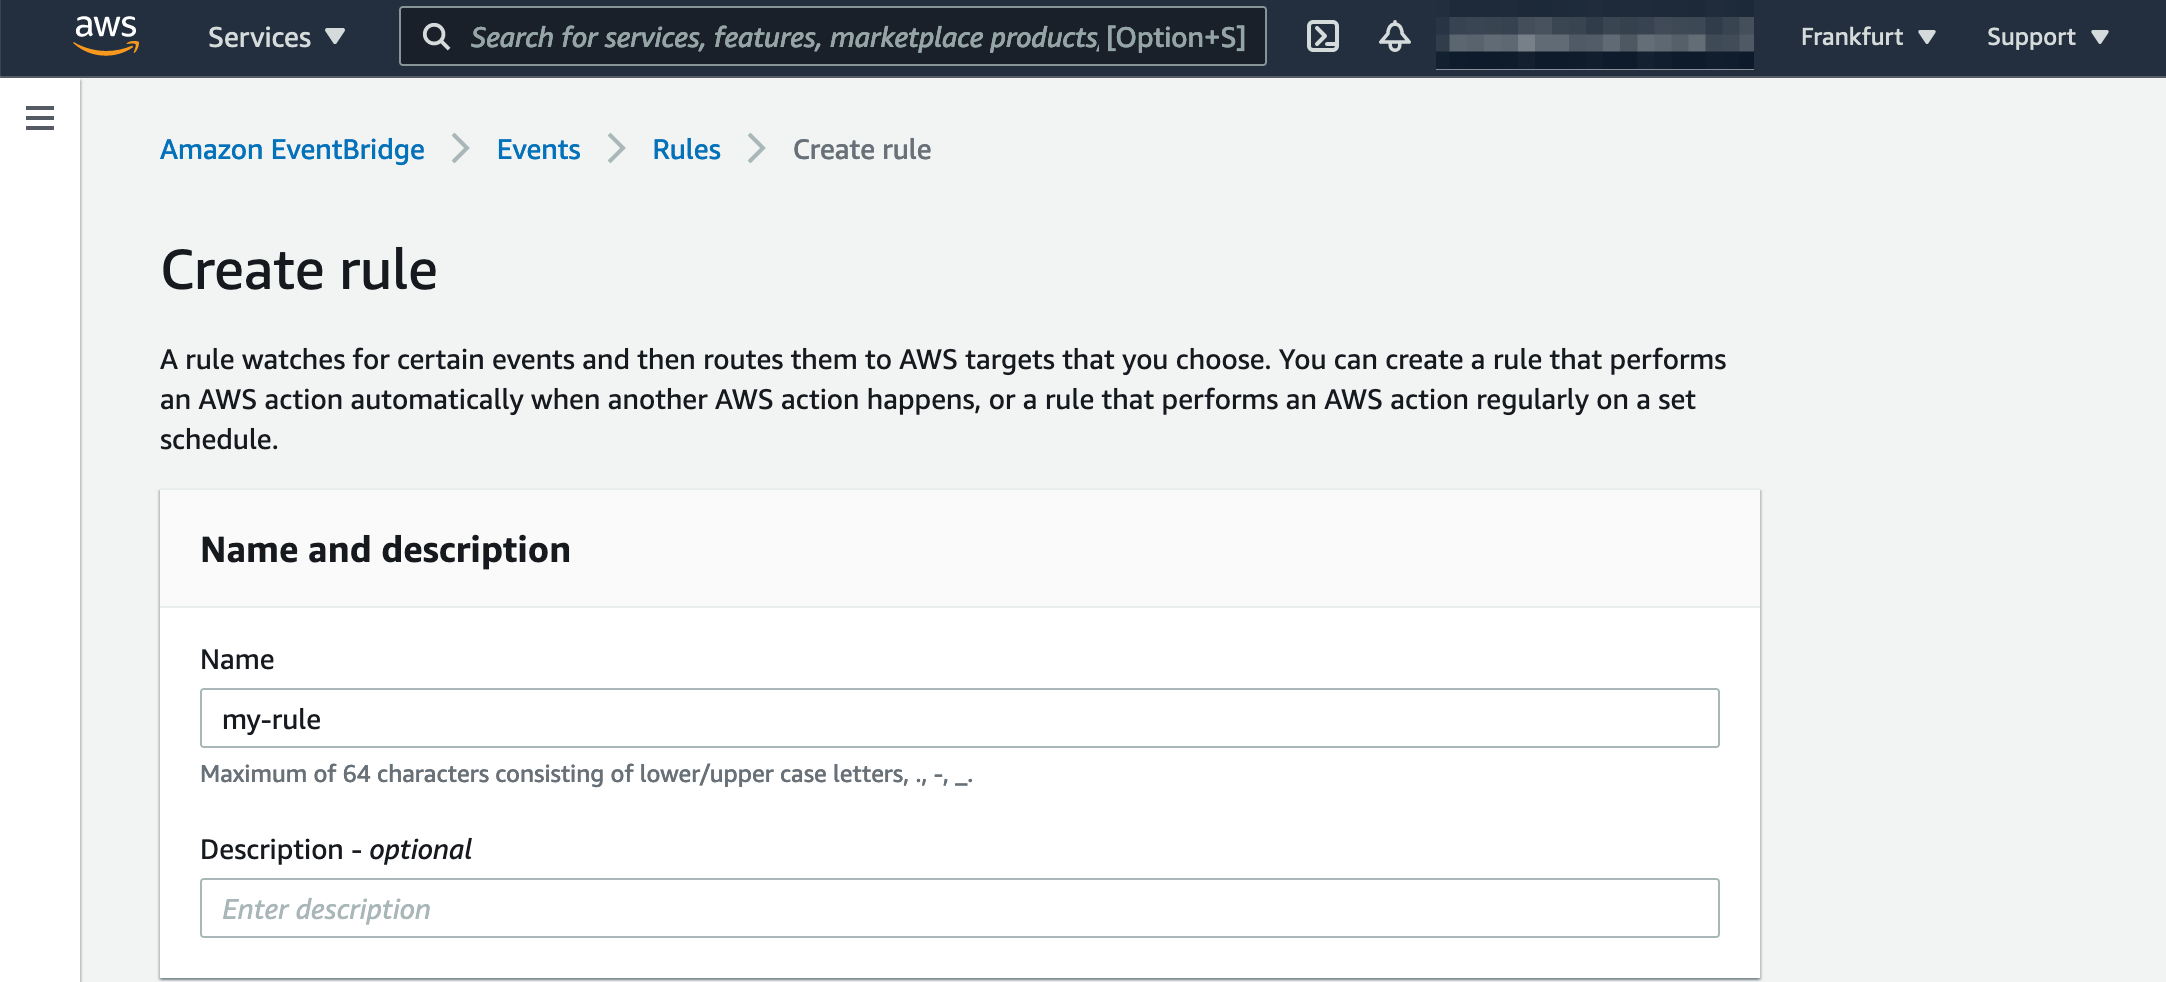 aws
Services
Search for services, features, marketplace products, [Option+S]
Frankfurt
Support
Amazon EventBridge
Events
Rules
Create rule
Create rule
A rule watches for certain events and then routes them to AWS targets that you choose. You can create a rule that performs
an AWS action automatically when another AWS action happens, or a rule that performs an AWS action regularly on a set
schedule.
Name and description
Name
my-rule
Maximum of 64 characters consisting of lower/upper case letters, ., -, _.
Description - optional
Enter description